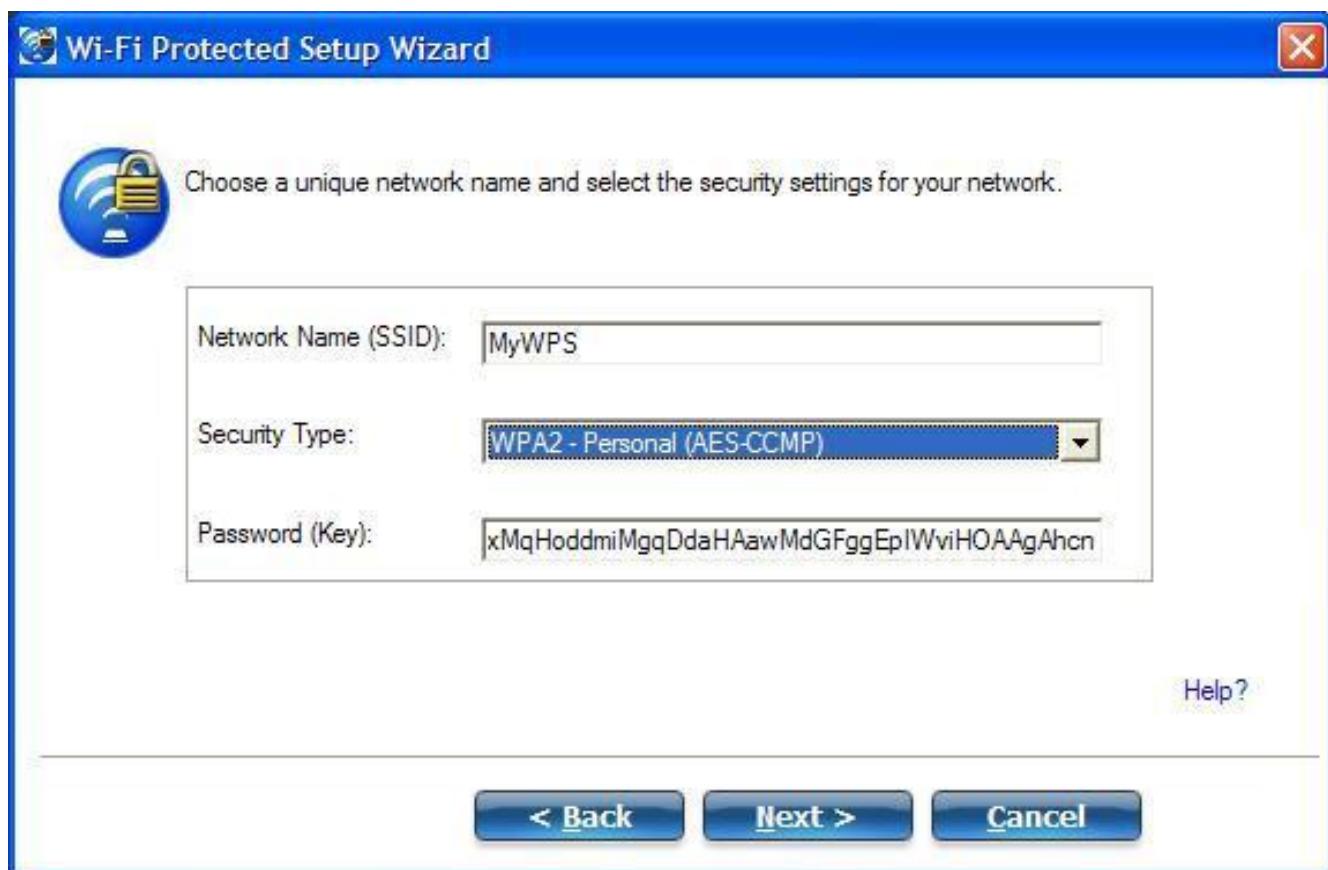 Wi-Fi Protected Setup Wizard
Choose a unique network name and select the security settings for your network.
Network Name (SSID): MyWPS
Security Type: WPA2 - Personal (AES-CCMP)
Password (Key): xMqHoddmiMgqDdaHAawMdGFggEpIWviHOAAgAhcn
Help?
< Back Next > Cancel